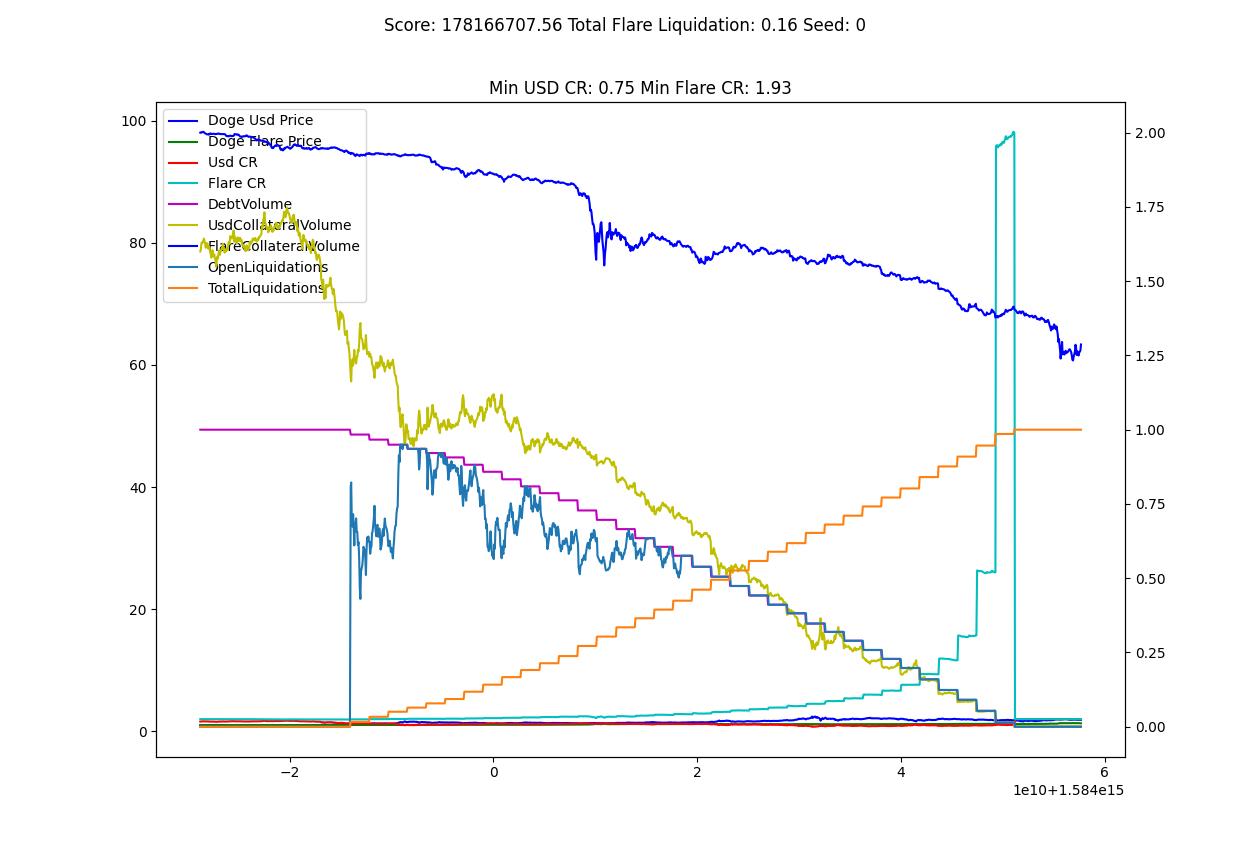 Score: 178166707.56 Total Flare Liquidation: 0.16 Seed: 0
Min USD CR: 0.75 Min Flare CR: 1.93
Doge Usd Price
Doge Flare Price
Usd CR
Flare CR
DebtVolume
UsdCollateralVolume
FlareCollateralVolume
OpenLiquidations
TotalLiquidations
100
80
60
40
20
0
2.00
1.75
1.50
1.25
1.00
0.75
0.50
0.25
0.00
−2
0
2
4
6
1e10+1.584e15